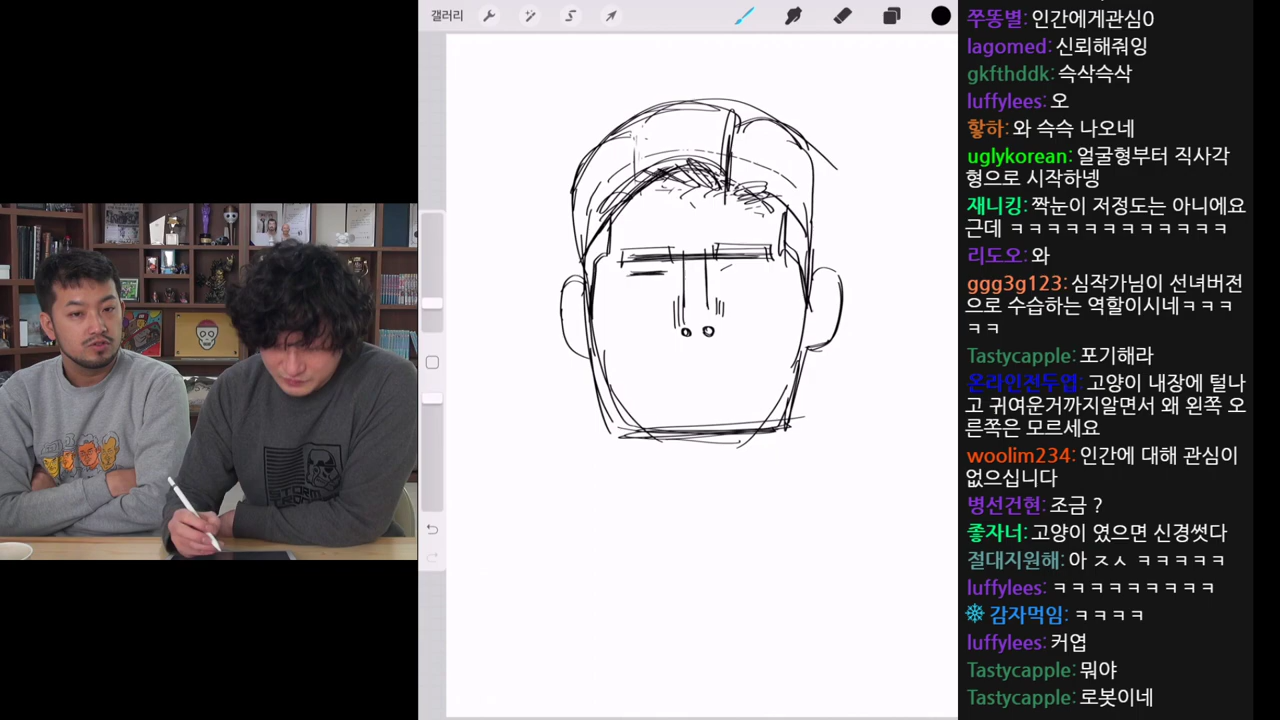 갤러리
쭈똥별: 인간에게관심0
lagomed: 신뢰해줘잉
gkfthddk: 슥삭슥삭
luffylees: 오
핳하: 와 슥슥 나오네
uglykorean: 얼굴형부터 직사각
형으로 시작하넹
재니킹: 짝눈이 저정도는 아니에요
근데 ㅋㅋㅋㅋㅋㅋㅋㅋㅋㅋㅋㅋ
리도오: 와
ggg3g123: 심작가님이 선녀버전
으로 수습하는 역할이시네ㅋㅋㅋ
ㅋㅋ
Tastycapple: 포기해라
온라인전두엽: 고양이 내장에 털나
고 귀여운거까지알면서 왜 왼쪽 오
른쪽은 모르세요
woolim234: 인간에 대해 관심이
없으십니다
병선건현: 조금 ?
좋자너: 고양이 였으면 신경썻다
절대지원해: 아 ㅈㅅ ㅋㅋㅋㅋㅋ
luffylees: ㅋㅋㅋㅋㅋㅋㅋㅋㅋ
감자먹임: ㅋㅋㅋㅋ
luffylees: 커엽
Tastycapple: 뭐야
Tastycapple: 로봇이네
STORM